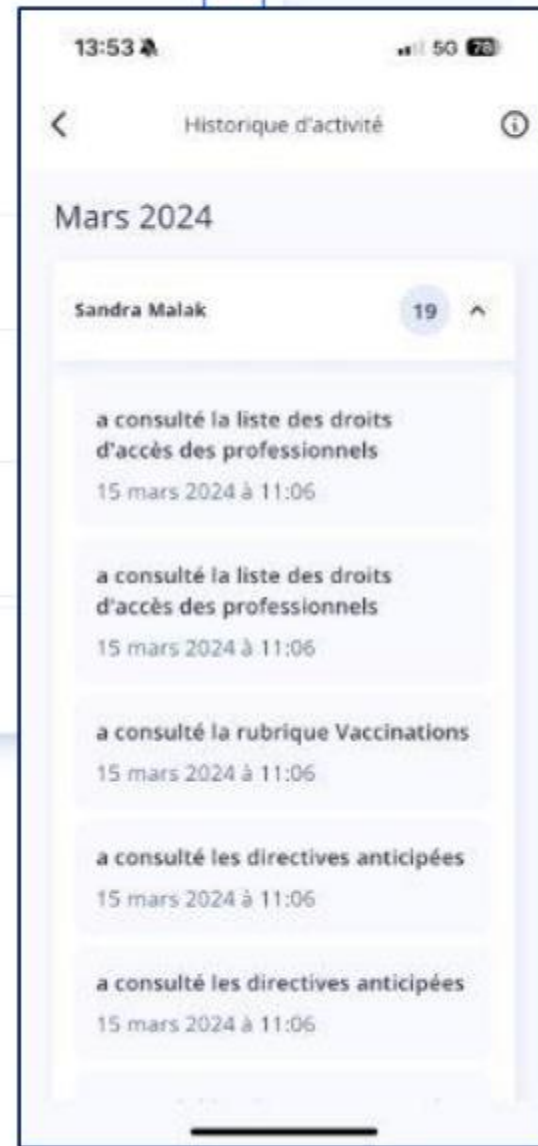 13:53 5G 78
Historique d'activité
Mars 2024
Sandra Malak 19
a consulté la liste des droits
d'accès des professionnels
15 mars 2024 à 11:06
a consulté la liste des droits
d'accès des professionnels
15 mars 2024 à 11:06
a consulté la rubrique Vaccinations
15 mars 2024 à 11:06
a consulté les directives anticipées
15 mars 2024 à 11:06
a consulté les directives anticipées
15 mars 2024 à 11:06